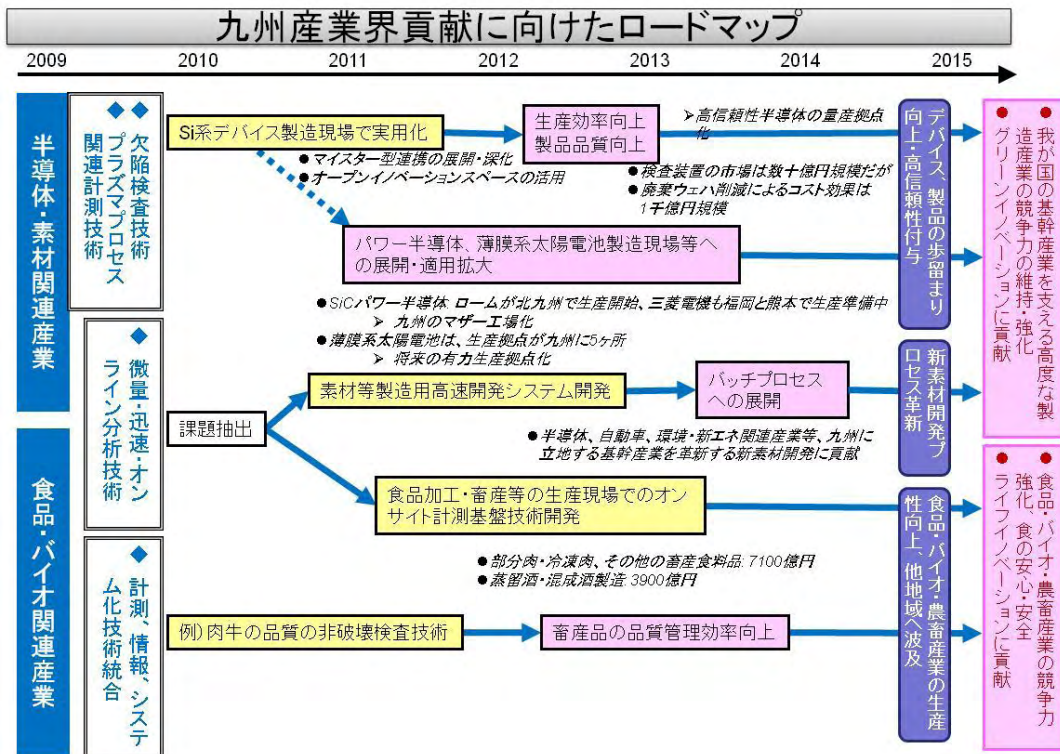 九州産業界貢献に向けたロードマップ
2009 2010 2011 2012 2013 2014 2015
半導体・素材関連産業
食品・バイオ関連産業
◆ 欠陥検査技術
◆ プラズマプロセス
関連計測技術
◆ 微量・迅速・オン
ライン分析技術
◆ 計測、情報、システ
ム化技術統合
Si系デバイス製造現場で実用化
生産効率向上
製品品質向上
➢ 高信頼性半導体の量産拠点
化
● マイスター型連携の展開・深化
● オープンイノベーションスペースの活用
● 検査装置の市場は数十億円規模だが
● 廃棄ウェハ削減によるコスト効果は
1千億円規模
パワー半導体、薄膜系太陽電池製造現場等へ
の展開・適用拡大
● SiCパワー半導体: ロームが北九州で生産開始、三菱電機も福岡と熊本で生産準備中
➢ 九州のマザー工場化
● 薄膜系太陽電池は、生産拠点が九州に5ヶ所
➢ 将来の有力生産拠点化
課題抽出
素材等製造用高速開発システム開発
バッチプロセス
への展開
● 半導体、自動車、環境・新エネ関連産業等、九州に
立地する基幹産業を革新する新素材開発に貢献
食品加工・畜産等の生産現場でのオン
サイト計測基盤技術開発
● 部分肉・冷凍肉、その他の畜産食料品: 7100億円
● 蒸留酒・混成酒製造: 3900億円
例)肉牛の品質の非破壊検査技術
畜産品の品質管理効率向上
デバイス、製品の歩留まり
向上・高信頼性付与
新素材開発プ
ロセス革新
食品・バイオ・農畜産業の生産
性向上、他地域へ波及
● 我が国の基幹産業を支える高度な製
造産業の競争力の維持・強化
● グリーンイノベーションに貢献
● 食品・バイオ・農畜産業の競争力
強化、食の安心・安全
● ライフイノベーションに貢献